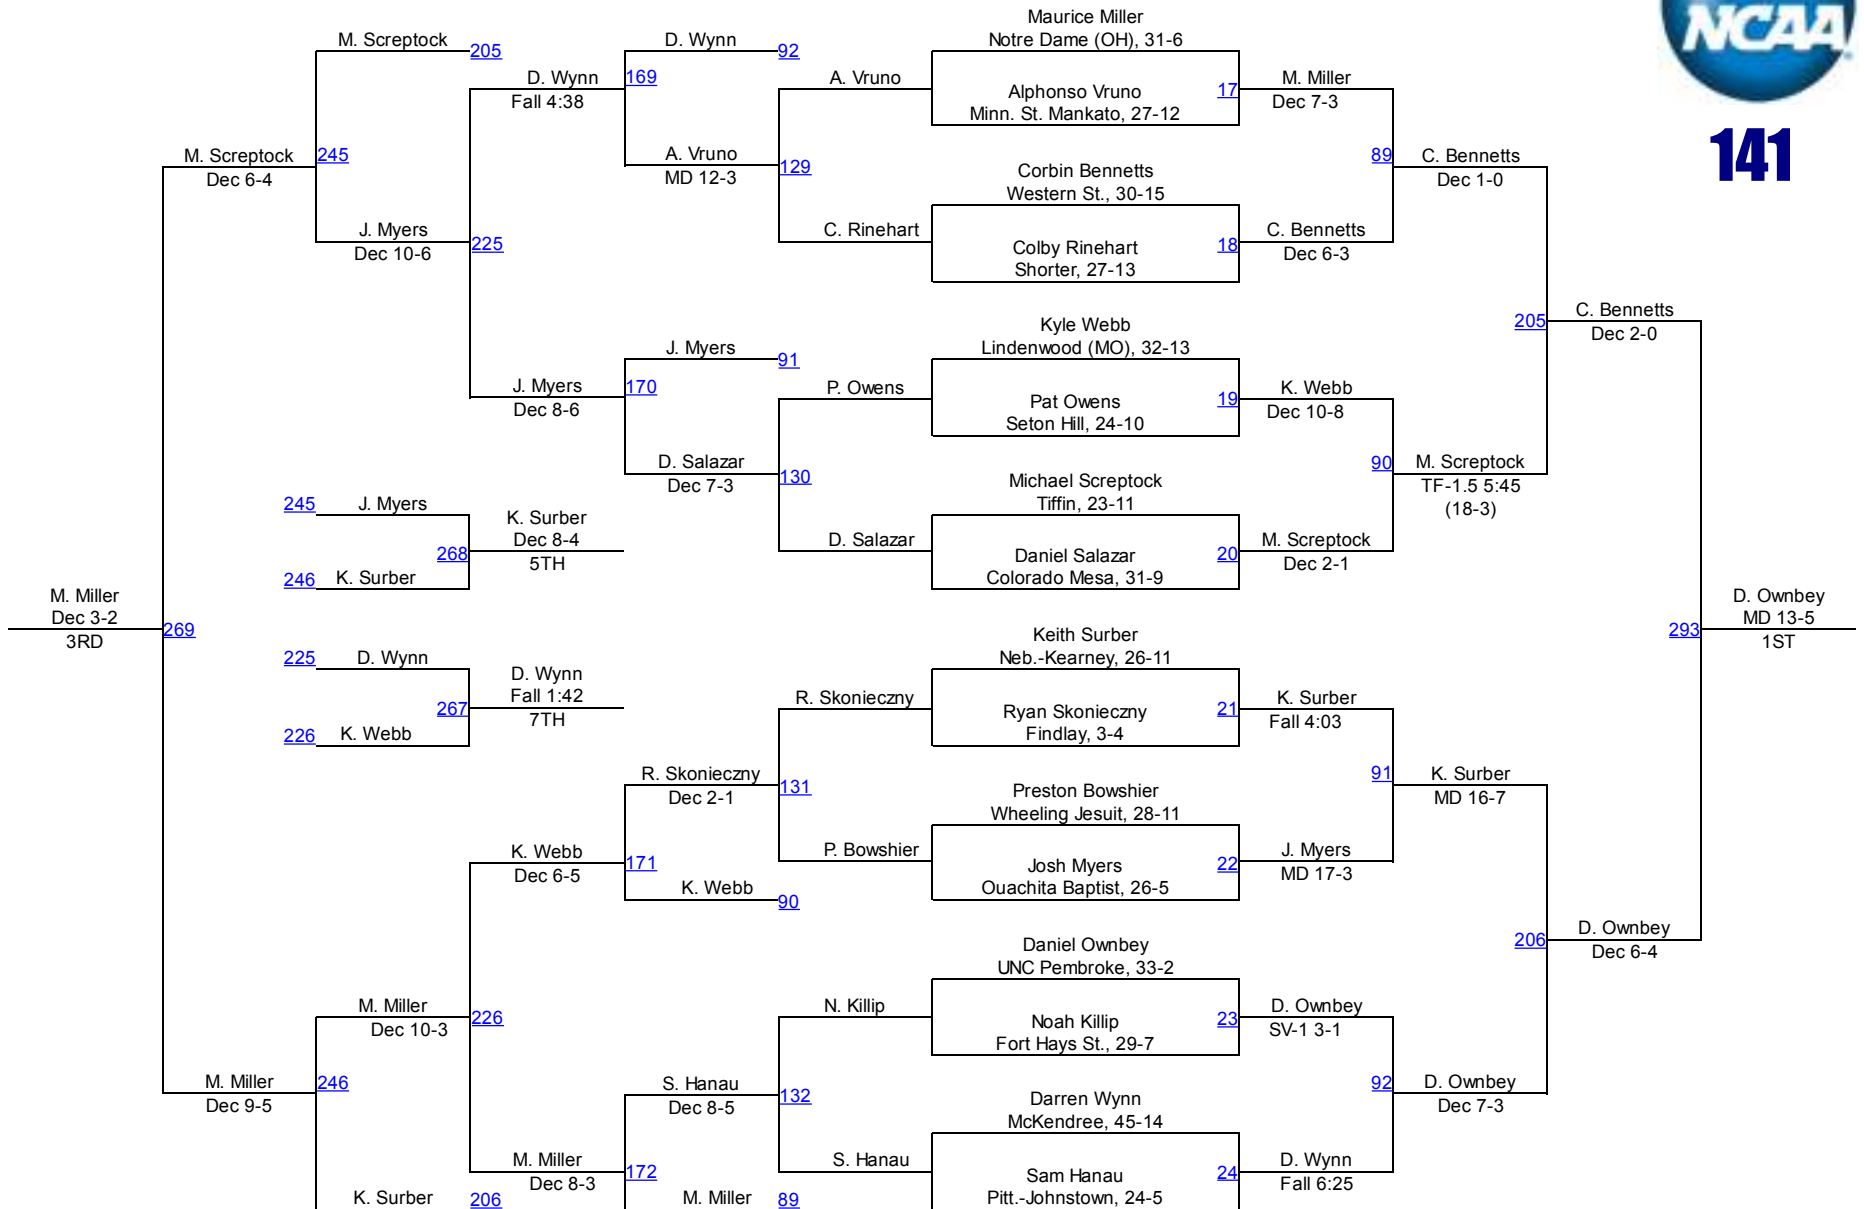 NCAA
141
M. Screptock
205
M. Screptock
Dec 6-4
245
J. Myers
Dec 10-6
D. Wynn
Fall 4:38
225
J. Myers
Dec 8-6
D. Wynn
92
169
A. Vruno
MD 12-3
J. Myers
91
170
D. Salazar
Dec 7-3
A. Vruno
129
C. Rinehart
P. Owens
130
D. Salazar
Maurice Miller
Notre Dame (OH), 31-6
Alphonso Vruno
Minn. St. Mankato, 27-12
17
Corbin Bennetts
Western St., 30-15
Colby Rinehart
Shorter, 27-13
18
Kyle Webb
Lindenwood (MO), 32-13
Pat Owens
Seton Hill, 24-10
19
Michael Screptock
Tiffin, 23-11
Daniel Salazar
Colorado Mesa, 31-9
20
M. Miller
Dec 7-3
89
C. Bennetts
Dec 6-3
K. Webb
Dec 10-8
90
M. Screptock
Dec 2-1
C. Bennetts
Dec 1-0
205
M. Screptock
TF-1.5 5:45
(18-3)
C. Bennetts
Dec 2-0
245
J. Myers
268
246
K. Surber
K. Surber
Dec 8-4
5TH
M. Miller
Dec 3-2
3RD
269
225
D. Wynn
267
226
K. Webb
D. Wynn
Fall 1:42
7TH
293
D. Ownbey
MD 13-5
1ST
M. Miller
Dec 9-5
246
M. Miller
Dec 10-3
K. Surber
206
K. Webb
Dec 6-5
226
M. Miller
Dec 8-3
R. Skonieczny
Dec 2-1
171
K. Webb
90
S. Hanau
Dec 8-5
172
M. Miller
89
R. Skonieczny
131
P. Bowshier
N. Killip
132
S. Hanau
Keith Surber
Neb.-Kearney, 26-11
Ryan Skonieczny
Findlay, 3-4
21
Preston Bowshier
Wheeling Jesuit, 28-11
Josh Myers
Ouachita Baptist, 26-5
22
Daniel Ownbey
UNC Pembroke, 33-2
Noah Killip
Fort Hays St., 29-7
23
Darren Wynn
McKendree, 45-14
Sam Hanau
Pitt.-Johnstown, 24-5
24
K. Surber
Fall 4:03
91
J. Myers
MD 17-3
D. Ownbey
SV-1 3-1
92
D. Wynn
Fall 6:25
K. Surber
MD 16-7
206
D. Ownbey
Dec 7-3
D. Ownbey
Dec 6-4